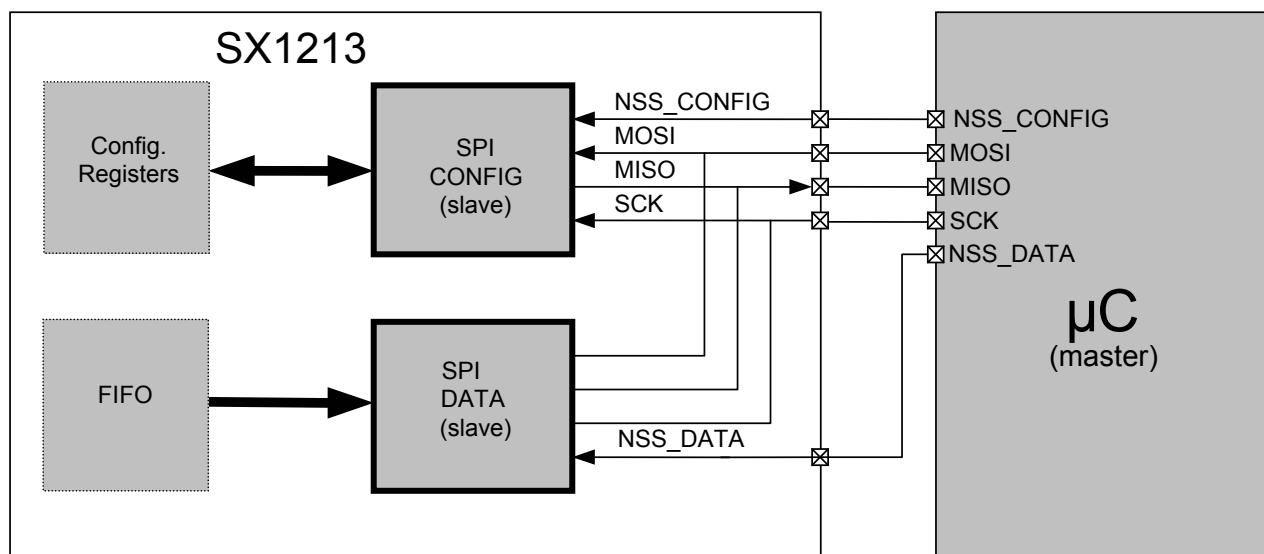 SX1213
Config.
Registers
SPI
CONFIG
(slave)
NSS_CONFIG
MOSI
MISO
SCK
NSS_CONFIG
MOSI
MISO
SCK
NSS_DATA
µC
(master)
FIFO
SPI
DATA
(slave)
NSS_DATA